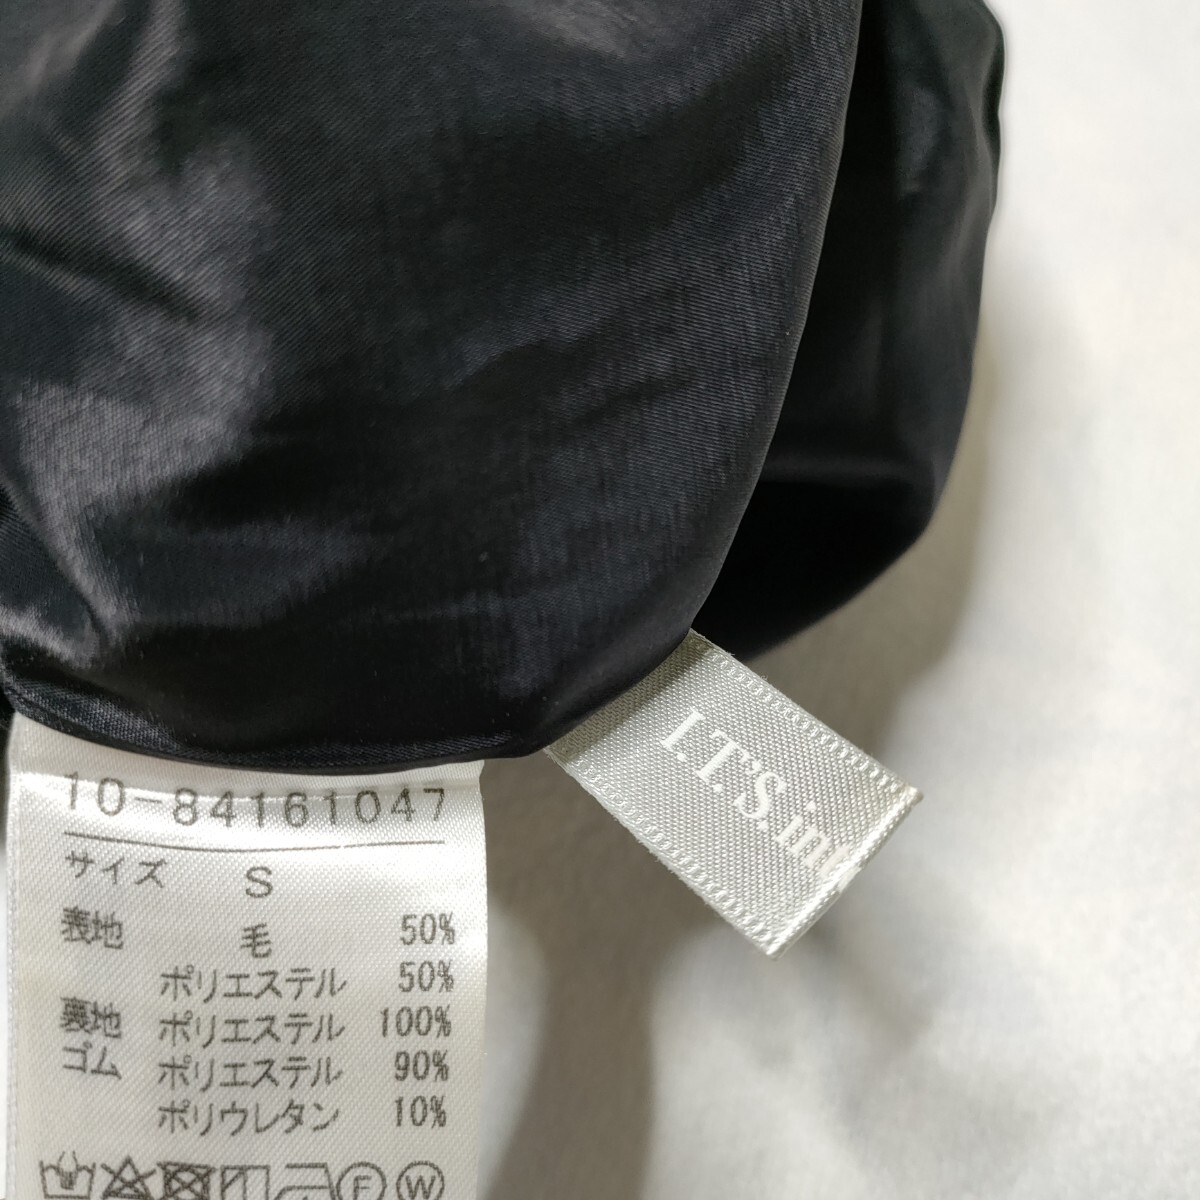 10-84161047
サイズ S
表地 毛 50%
ポリエステル 50%
裏地 ポリエステル 100%
ゴム ポリエステル 90%
ポリウレタン 10%
F W
I.T.'S.int